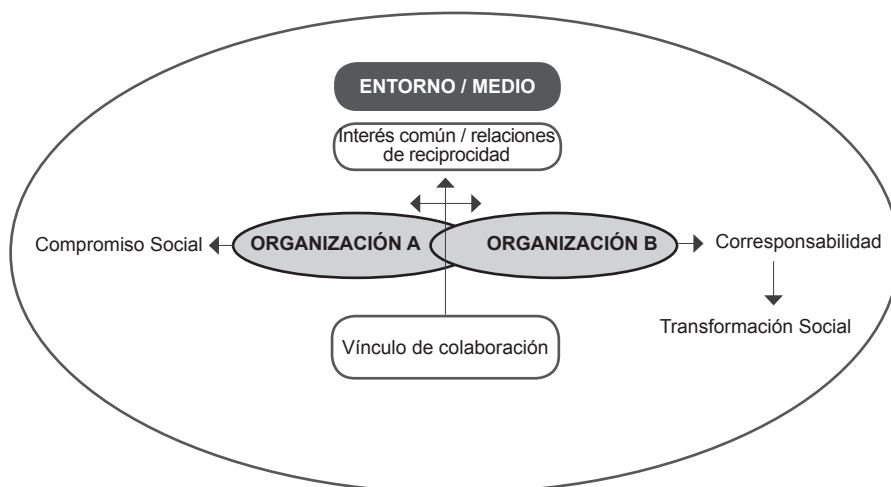 ENTORNO / MEDIO
Interés común / relaciones
de reciprocidad
Compromiso Social
ORGANIZACIÓN A
ORGANIZACIÓN B
Corresponsabilidad
Transformación Social
Vínculo de colaboración